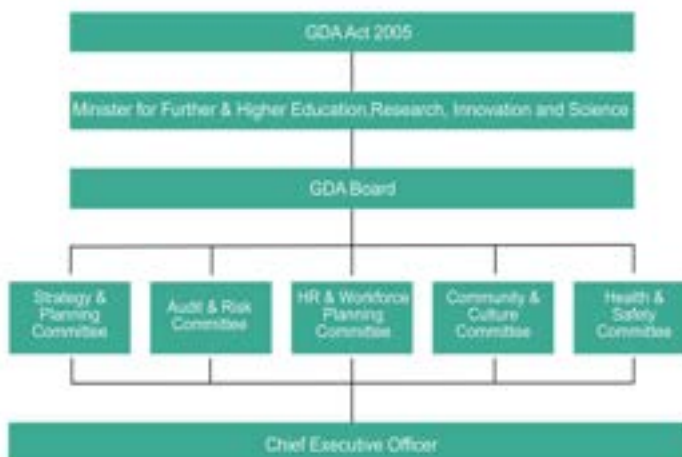 GDA Act 2005
Minister for Further & Higher Education,Research, Innovation and Science
GDA Board
Strategy &
Planning
Committee
Audit & Risk
Committee
HR & Workforce
Planning
Committee
Community &
Culture
Committee
Health &
Safety
Committee
Chief Executive Officer